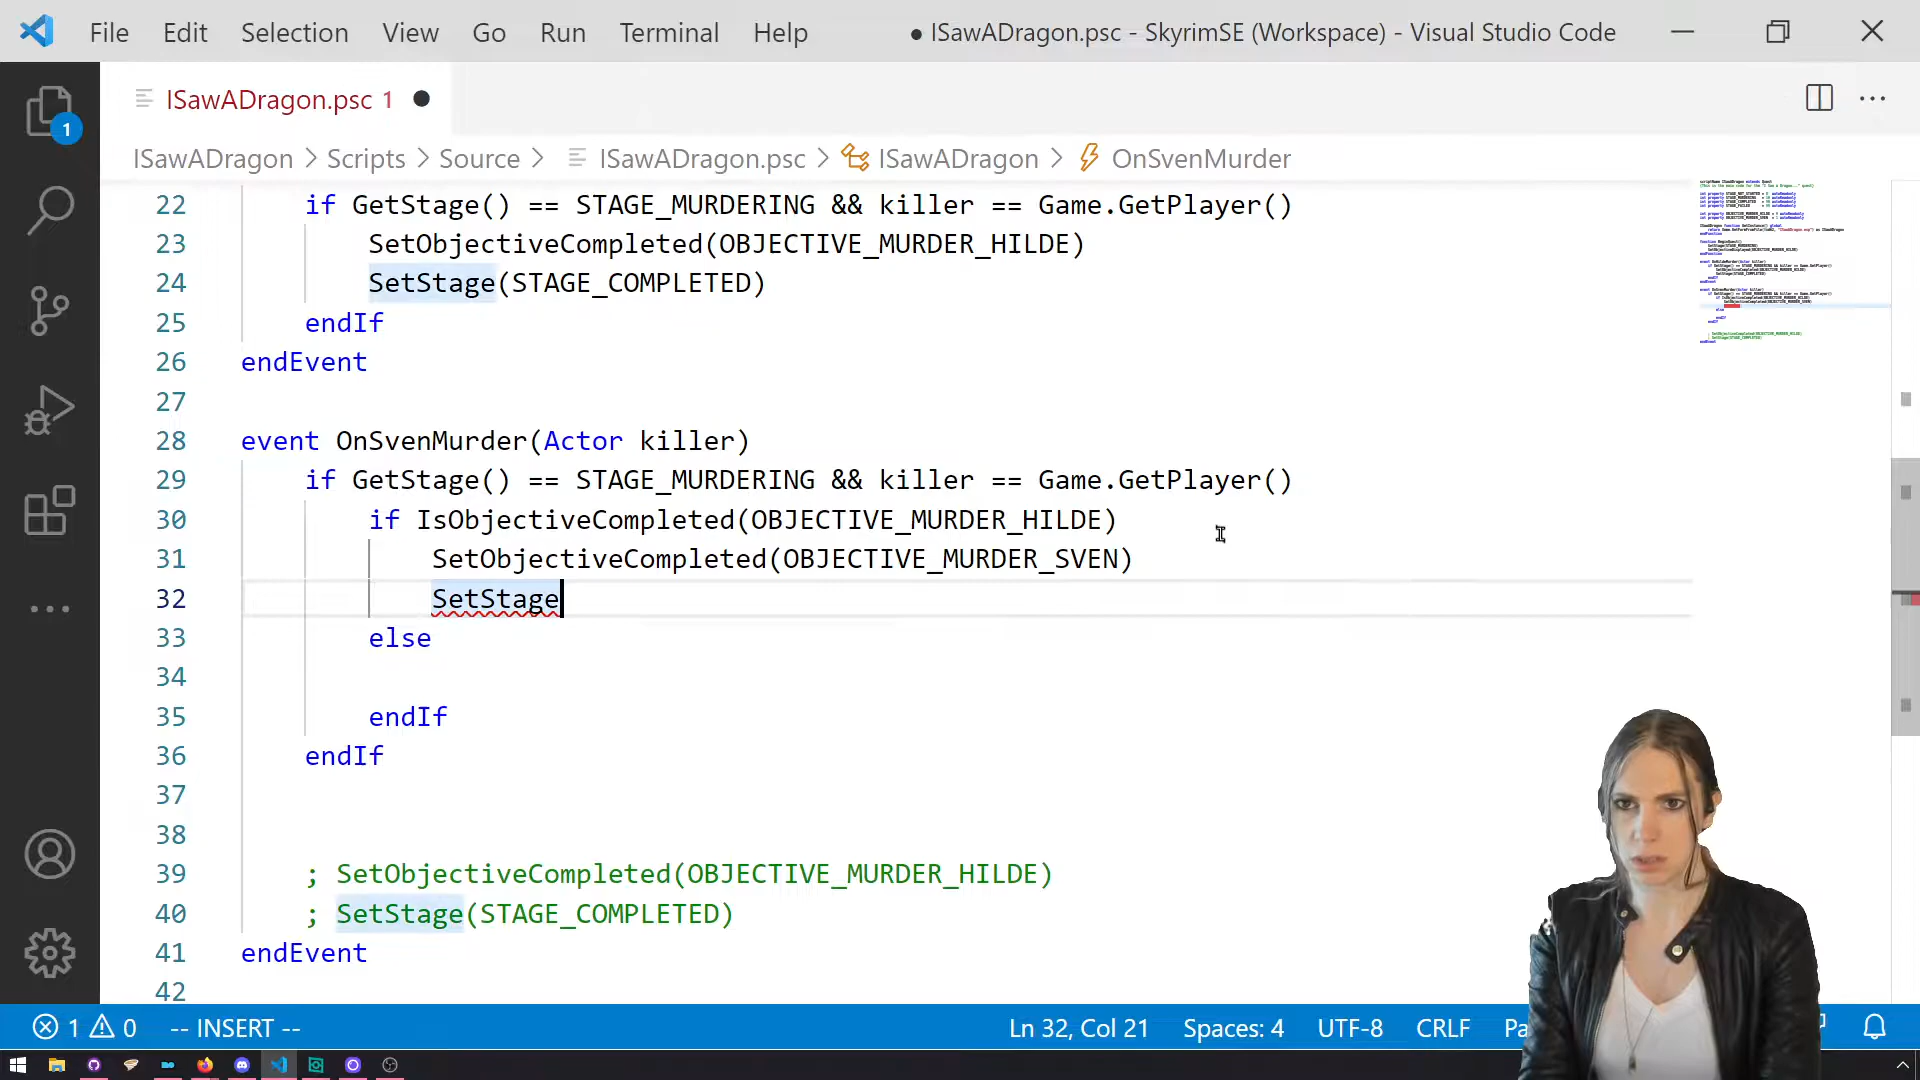 File Edit Selection View Go Run Terminal Help ● ISawADragon.psc - SkyrimSE (Workspace) - Visual Studio Code
ISawADragon.psc 1
1
ISawADragon > Scripts > Source > ISawADragon.psc > ISawADragon > OnSvenMurder
22 if GetStage() == STAGE_MURDERING && killer == Game.GetPlayer()
23 SetObjectiveCompleted(OBJECTIVE_MURDER_HILDE)
24 SetStage(STAGE_COMPLETED)
25 endIf
26 endEvent
27
28 event OnSvenMurder(Actor killer)
29 if GetStage() == STAGE_MURDERING && killer == Game.GetPlayer()
30 if IsObjectiveCompleted(OBJECTIVE_MURDER_HILDE)
31 SetObjectiveCompleted(OBJECTIVE_MURDER_SVEN)
32 SetStage
33 else
34
35 endIf
36 endIf
37
38
39 ; SetObjectiveCompleted(OBJECTIVE_MURDER_HILDE)
40 ; SetStage(STAGE_COMPLETED)
41 endEvent
42
1 0 -- INSERT -- Ln 32, Col 21 Spaces: 4 UTF-8 CRLF Pa